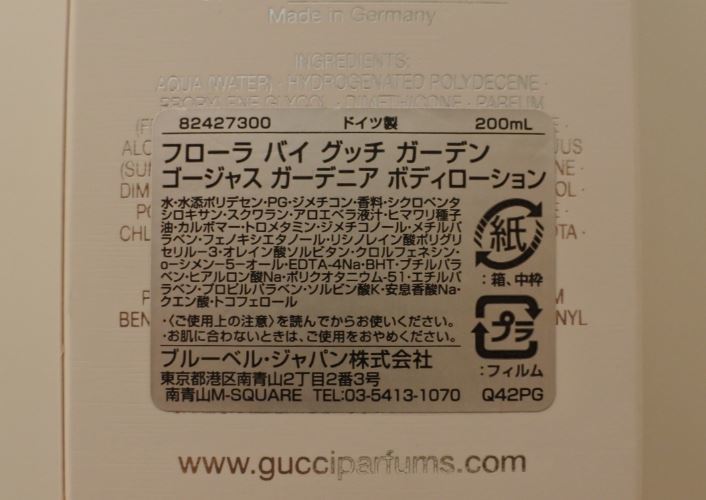 Made in Germany
INGREDIENTS:
AQUA (WATER) · HYDROGENATED POLYDECENE ·
PROPYLENE GLYCOL · DIMETHICONE · PARFUM
82427300 ドイツ製 200mL
フローラ バイ グッチ ガーデン
ゴージャス ガーデニア ボディローション
水・水添ポリデセン・PG・ジメチコン・香料・シクロペンタ
シロキサン・スクワラン・アロエベラ液汁・ヒマワリ種子
油・カルボマー・トロメタミン・ジメチコノール・メチルパ
ラベン・フェノキシエタノール・リシノレイン酸ポリグリ
セリル-3・オレイン酸ソルビタン・クロルフェネシン・
o-シメン-5-オール・EDTA-4Na・BHT・ブチルパラ
ベン・ヒアルロン酸Na・ポリクオタニウム-51・エチルパ
ラベン・プロピルパラベン・ソルビン酸K・安息香酸Na・
クエン酸・トコフェロール
紙
:箱、中枠
プラ
:フィルム
・〈ご使用上の注意〉を読んでからお使いください。
・お肌に合わないときは、ご使用をおやめください。
ブルーベル・ジャパン株式会社
東京都港区南青山2丁目2番3号
南青山M-SQUARE TEL:03-5413-1070 Q42PG
www.gucciparfums.com